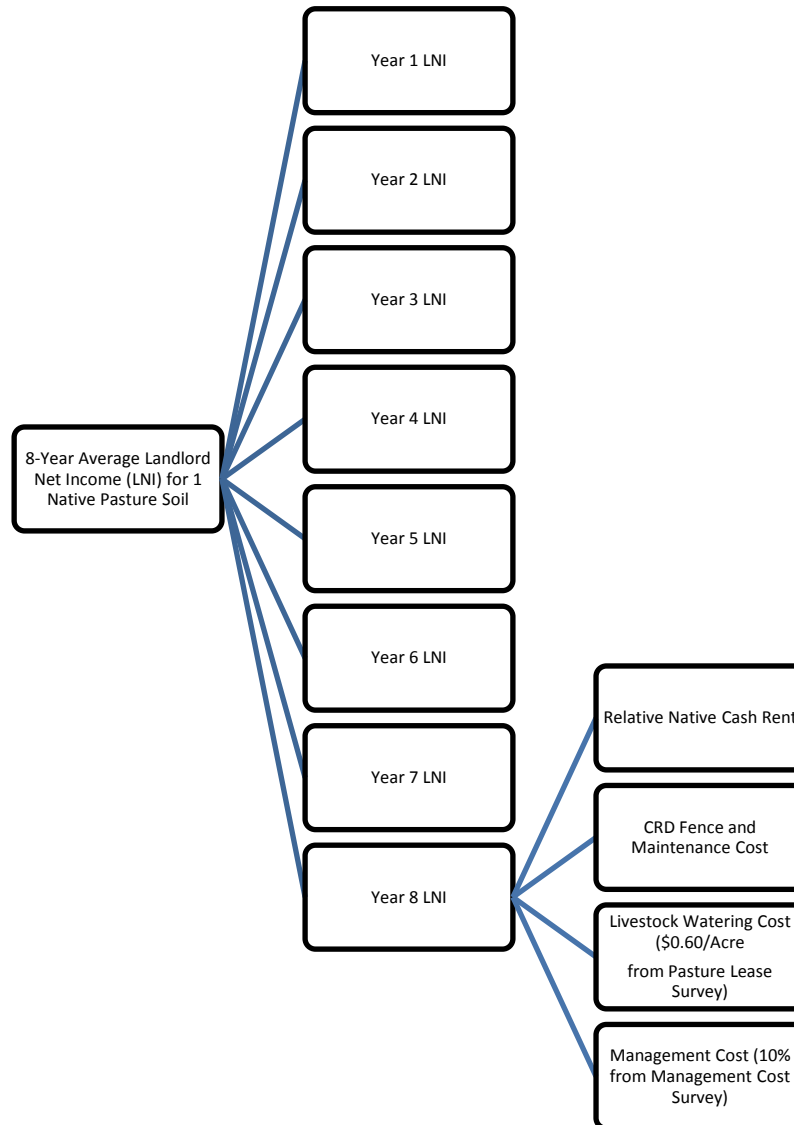 Year 1 LNI
Year 2 LNI
Year 3 LNI
Year 4 LNI
8-Year Average Landlord
Net Income (LNI) for 1
Native Pasture Soil
Year 5 LNI
Year 6 LNI
Year 7 LNI
Year 8 LNI
Relative Native Cash Rent
CRD Fence and
Maintenance Cost
Livestock Watering Cost
($0.60/Acre
from Pasture Lease
Survey)
Management Cost (10%
from Management Cost
Survey)